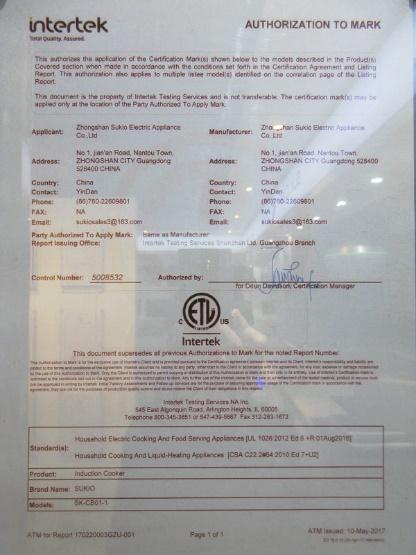 intertek
Total Quality. Assured.
AUTHORIZATION TO MARK
This authorizes the application of the Certification Mark(s) shown below to the models described in the Product(s)
Covered section when made in accordance with the conditions set forth in the Certification Agreement and Listing
Report. This authorization also applies to multiple listee model(s) identified on the correlation page of the Listing
Report.
This document is the property of Intertek Testing Services and is not transferable. The certification mark(s) may be
applied only at the location of the Party Authorized To Apply Mark.
Applicant: Zhongshan Sukio Electric Appliance Manufacturer: Zhongshan Sukio Electric Appliance
Co.,Ltd Co.,Ltd
No.1, jian'an Road, Nantou Town, No.1, jian'an Road, Nantou Town,
Address: ZHONGSHAN CITY Guangdong Address: ZHONGSHAN CITY Guangdong 528400
528400 CHINA CHINA
Country: China Country: China
Contact: YinDan Contact: YinDan
Phone: (86)760-22609801 Phone: (86)760-22609801
FAX: NA FAX: NA
Email: sukiosales3@163.com Email: sukiosales3@163.com
Party Authorized To Apply Mark: Same as Manufacturer
Report Issuing Office: Intertek Testing Services Shenzhen Ltd. Guangzhou Branch
Control Number: 5008532 Authorized by:
for Dean Davidson, Certification Manager
C ETL US
Intertek
This document supersedes all previous Authorizations to Mark for the noted Report Number.
Intertek Testing Services NA Inc.
545 East Algonquin Road, Arlington Heights, IL 60005
Telephone 800-345-3851 or 847-439-5667 Fax 312-283-1672
Standard(s): Household Electric Cooking And Food Serving Appliances [UL 1026:2012 Ed.6 +R:01Aug2016]
Household Cooking And Liquid-Heating Appliances [CSA C22.2#64:2010 Ed.7+U2]
Product: Induction Cooker
Brand Name: SUKIO
Models: SK-CB01-1
ATM for Report 170220003GZU-001 Page 1 of 1 ATM Issued: 10-May-2017